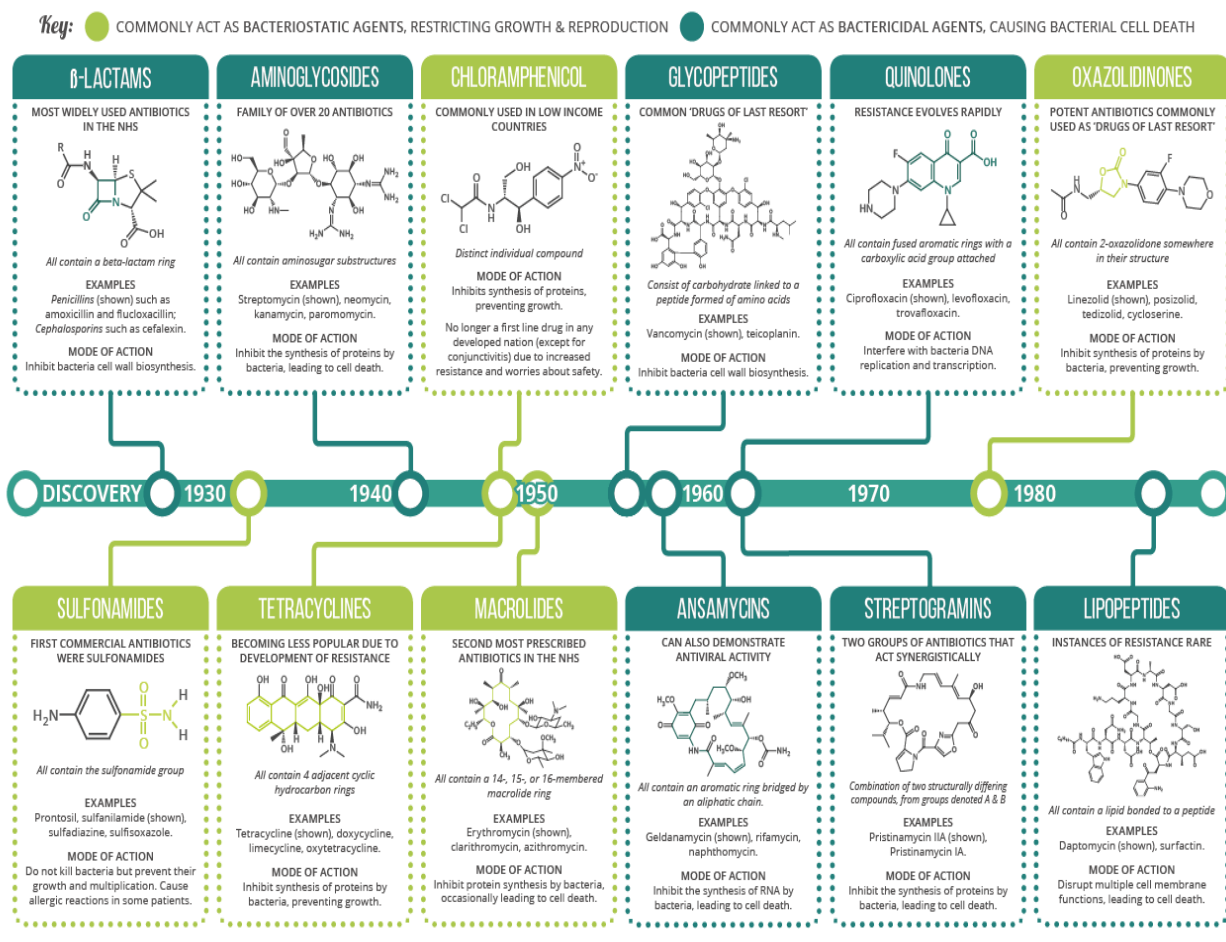 Key: COMMONLY ACT AS BACTERIOSTATIC AGENTS, RESTRICTING GROWTH & REPRODUCTION COMMONLY ACT AS BACTERICIDAL AGENTS, CAUSING BACTERIAL CELL DEATH
β-LACTAMS
MOST WIDELY USED ANTIBIOTICS
IN THE NHS
All contain a beta-lactam ring
EXAMPLES
Penicillins (shown) such as
amoxicillin and flucloxacillin;
Cephalosporins such as cefalexin.
MODE OF ACTION
Inhibit bacteria cell wall biosynthesis.
AMINOGLYCOSIDES
FAMILY OF OVER 20 ANTIBIOTICS
All contain aminosugar substructures
EXAMPLES
Streptomycin (shown), neomycin,
kanamycin, paromomycin.
MODE OF ACTION
Inhibit the synthesis of proteins by
bacteria, leading to cell death.
CHLORAMPHENICOL
COMMONLY USED IN LOW INCOME
COUNTRIES
Distinct individual compound
MODE OF ACTION
Inhibits synthesis of proteins,
preventing growth.
No longer a first line drug in any
developed nation (except for
conjunctivitis) due to increased
resistance and worries about safety.
GLYCOPEPTIDES
COMMON 'DRUGS OF LAST RESORT'
Consist of carbohydrate linked to a
peptide formed of amino acids
EXAMPLES
Vancomycin (shown), teicoplanin.
MODE OF ACTION
Inhibit bacteria cell wall biosynthesis.
QUINOLONES
RESISTANCE EVOLVES RAPIDLY
All contain fused aromatic rings with a
carboxylic acid group attached
EXAMPLES
Ciprofloxacin (shown), levofloxacin,
trovafloxacin.
MODE OF ACTION
Interfere with bacteria DNA
replication and transcription.
OXAZOLIDINONES
POTENT ANTIBIOTICS COMMONLY
USED AS 'DRUGS OF LAST RESORT'
All contain 2-oxazolidone somewhere
in their structure
EXAMPLES
Linezolid (shown), posizolid,
tedizolid, cycloserine.
MODE OF ACTION
Inhibit synthesis of proteins by
bacteria, preventing growth.
DISCOVERY 1930 1940 1950 1960 1970 1980
SULFONAMIDES
FIRST COMMERCIAL ANTIBIOTICS
WERE SULFONAMIDES
All contain the sulfonamide group
EXAMPLES
Prontosil, sulfanilamide (shown),
sulfadiazine, sulfisoxazole.
MODE OF ACTION
Do not kill bacteria but prevent their
growth and multiplication. Cause
allergic reactions in some patients.
TETRACYCLINES
BECOMING LESS POPULAR DUE TO
DEVELOPMENT OF RESISTANCE
All contain 4 adjacent cyclic
hydrocarbon rings
EXAMPLES
Tetracycline (shown), doxycycline,
limecycline, oxytetracycline.
MODE OF ACTION
Inhibit synthesis of proteins by
bacteria, preventing growth.
MACROLIDES
SECOND MOST PRESCRIBED
ANTIBIOTICS IN THE NHS
All contain a 14-, 15-, or 16-membered
macrolide ring
EXAMPLES
Erythromycin (shown),
clarithromycin, azithromycin.
MODE OF ACTION
Inhibit protein synthesis by bacteria,
occasionally leading to cell death.
ANSAMYCINS
CAN ALSO DEMONSTRATE
ANTIVIRAL ACTIVITY
All contain an aromatic ring bridged by
an aliphatic chain.
EXAMPLES
Geldanamycin (shown), rifamycin,
naphthomycin.
MODE OF ACTION
Inhibit the synthesis of RNA by
bacteria, leading to cell death.
STREPTOGRAMINS
TWO GROUPS OF ANTIBIOTICS THAT
ACT SYNERGISTICALLY
Combination of two structurally differing
compounds, from groups denoted A & B
EXAMPLES
Pristinamycin IIA (shown),
Pristinamycin IA.
MODE OF ACTION
Inhibit the synthesis of proteins by
bacteria, leading to cell death.
LIPOPEPTIDES
INSTANCES OF RESISTANCE RARE
All contain a lipid bonded to a peptide
EXAMPLES
Daptomycin (shown), surfactin.
MODE OF ACTION
Disrupt multiple cell membrane
functions, leading to cell death.